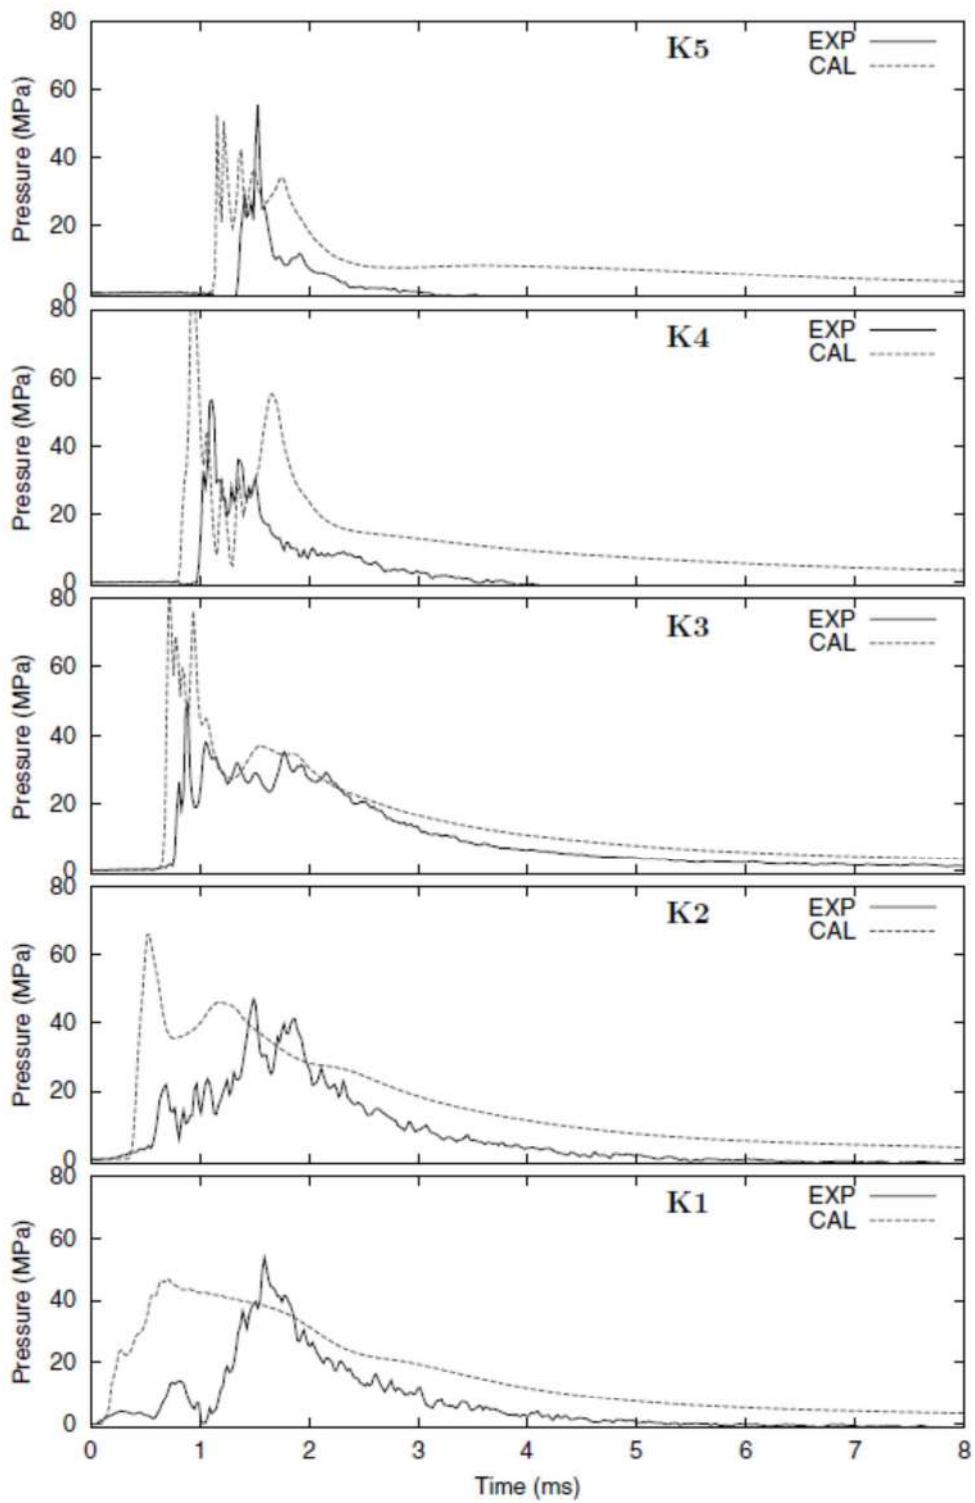 80
K5
EXP
CAL
60
40
20
0
Pressure (MPa)
80
K4
EXP
CAL
60
40
20
0
Pressure (MPa)
80
K3
EXP
CAL
60
40
20
0
Pressure (MPa)
80
K2
EXP
CAL
60
40
20
0
Pressure (MPa)
80
K1
EXP
CAL
60
40
20
0
Pressure (MPa)
0 1 2 3 4 5 6 7 8
Time (ms)